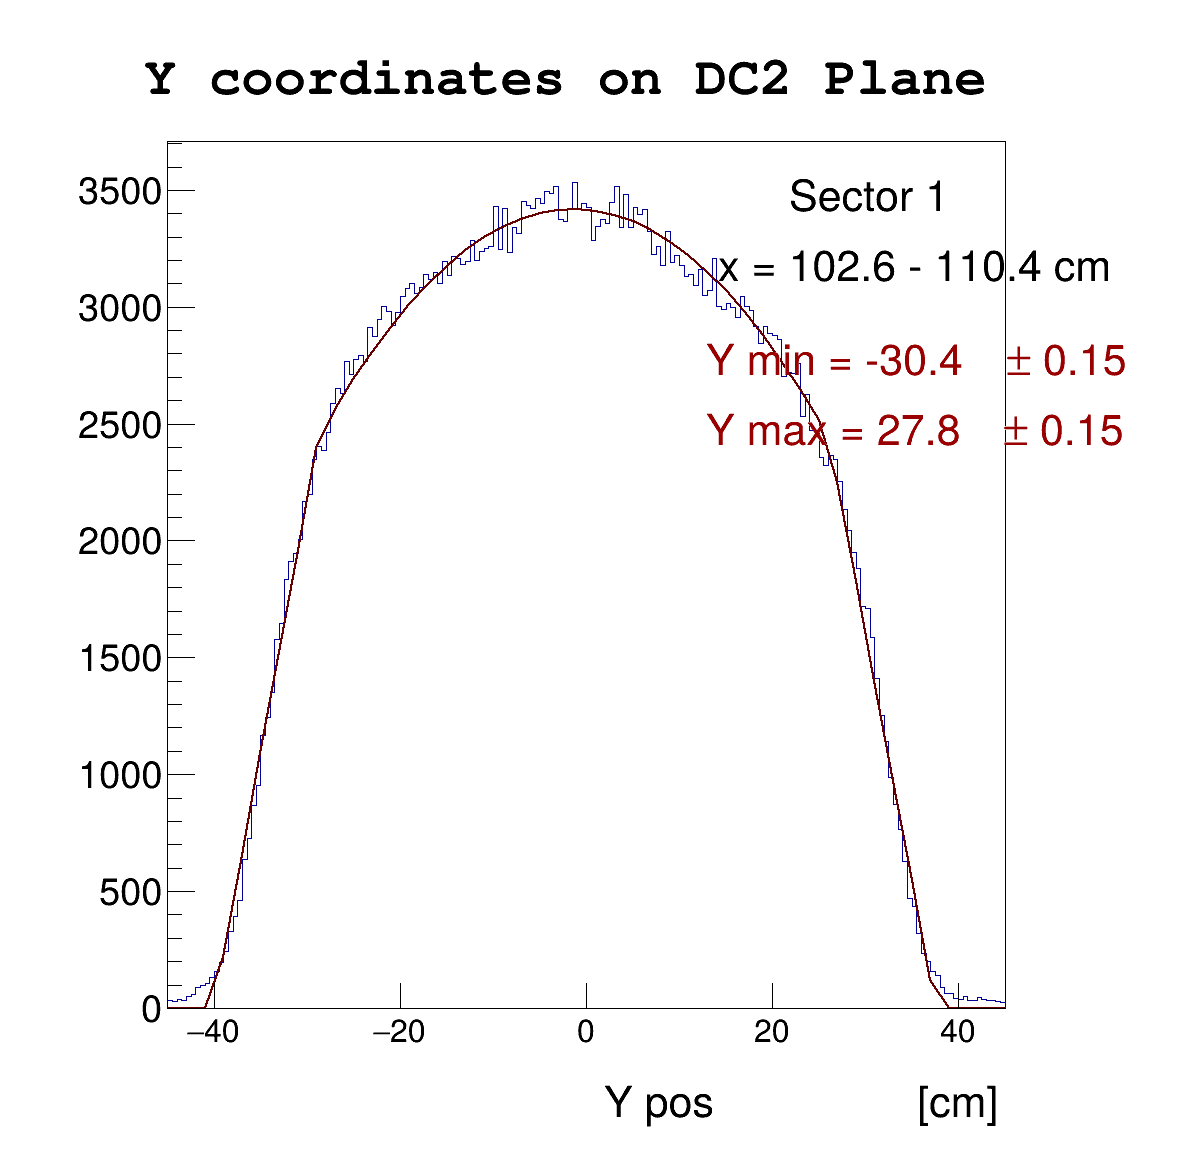 Y coordinates on DC2 Plane
Sector 1
x = 102.6 - 110.4 cm
Y min = -30.4 ± 0.15
Y max = 27.8 ± 0.15
3500
3000
2500
2000
1500
1000
500
0
−40 −20 0 20 40
Y pos [cm]